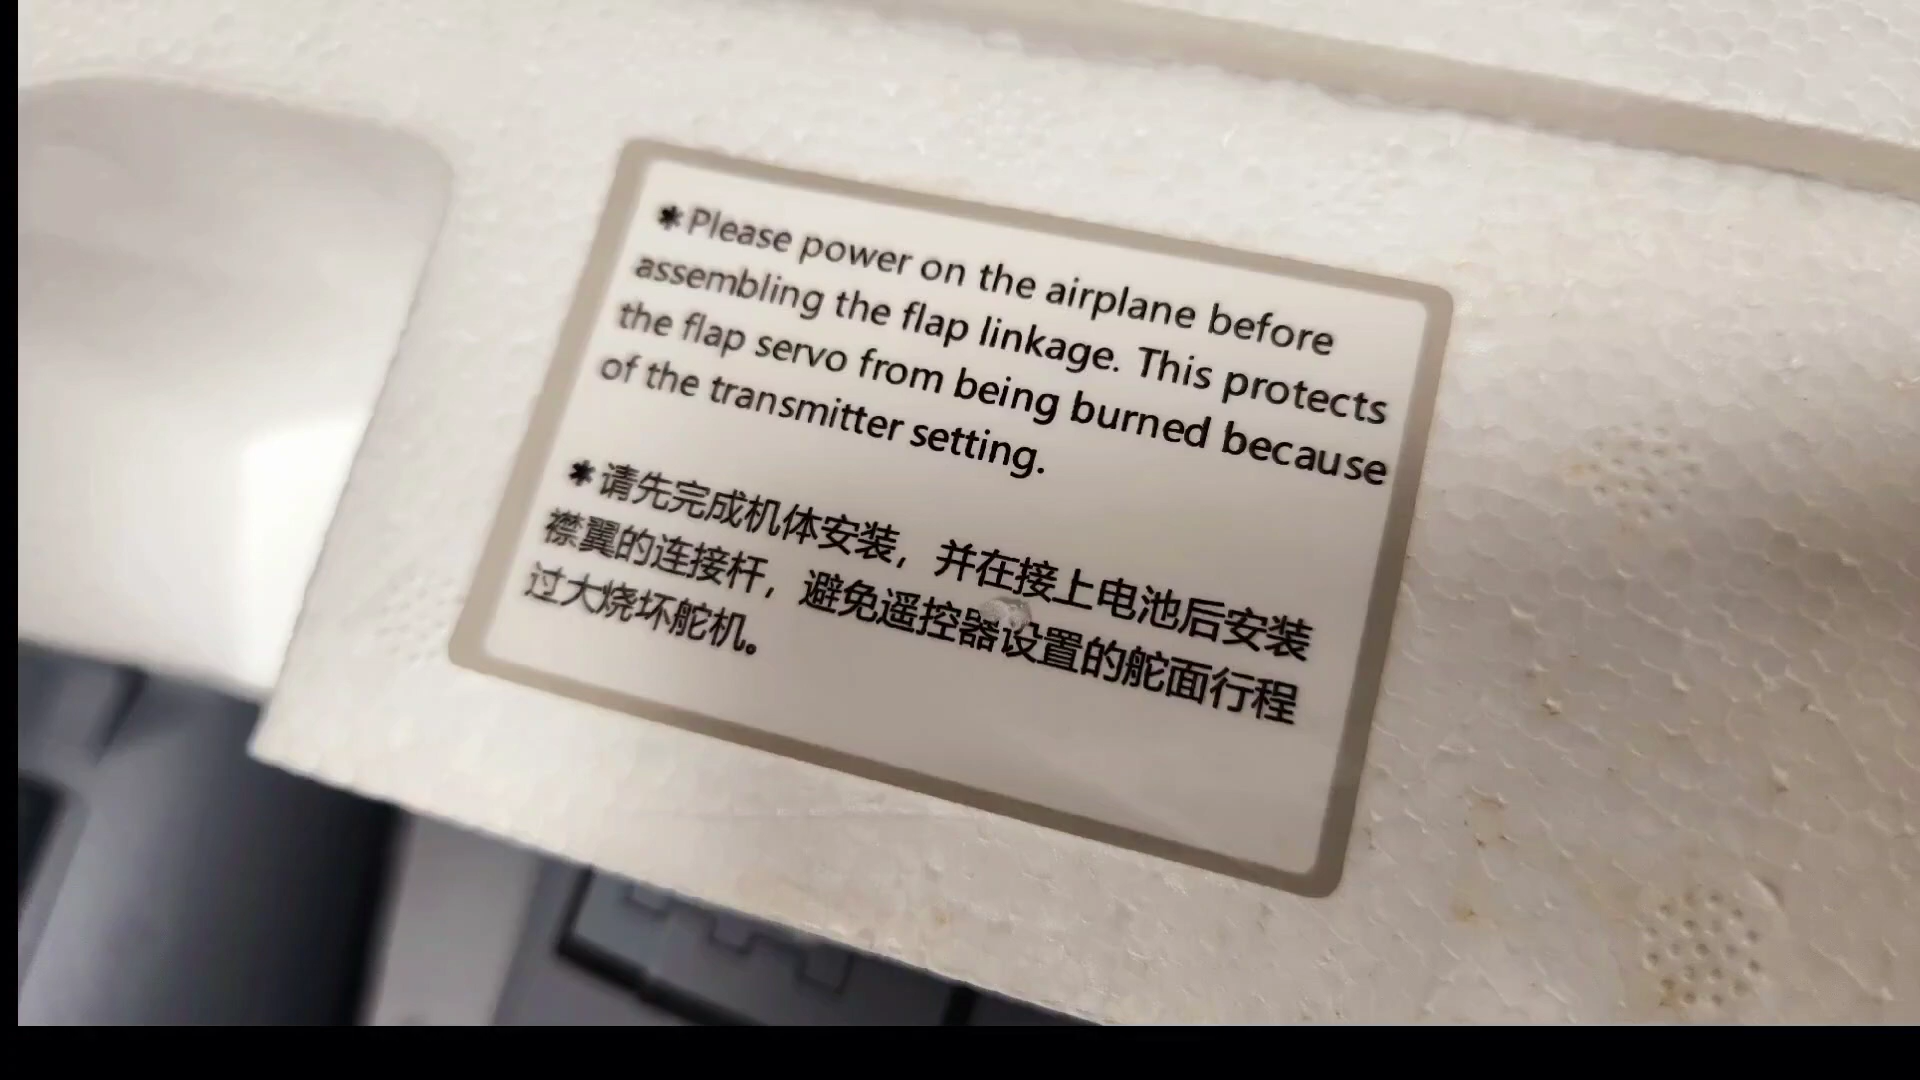 *Please power on the airplane before
assembling the flap linkage. This protects
the flap servo from being burned because
of the transmitter setting.
*请先完成机体安装，并在接上电池后安装
襟翼的连接杆，避免遥控器设置的舵面行程
过大烧坏舵机。